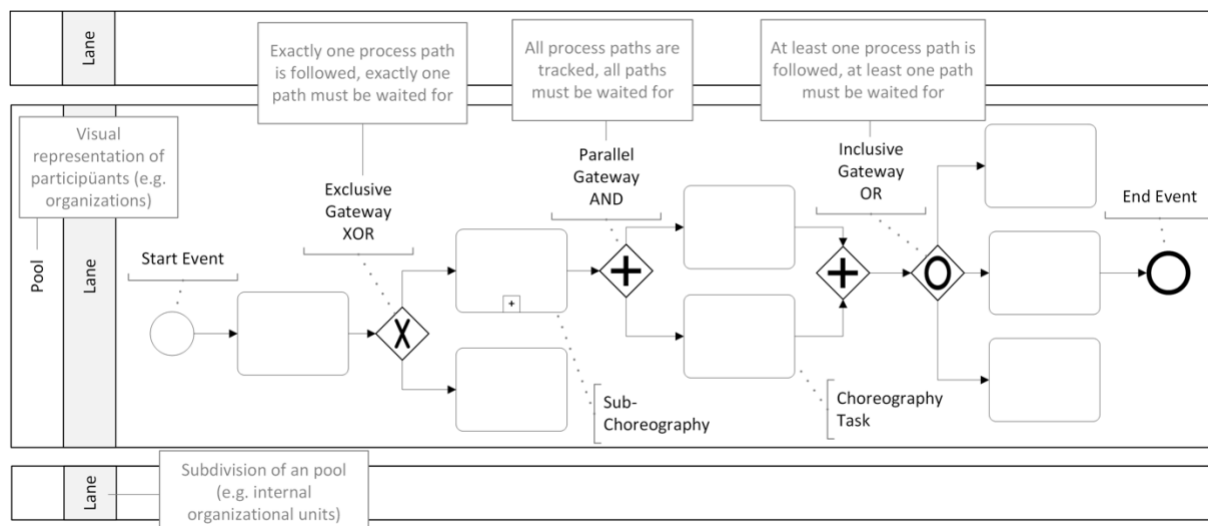 Lane
Exactly one process path
is followed, exactly one
path must be waited for
All process paths are
tracked, all paths
must be waited for
At least one process path is
followed, at least one path
must be waited for
Visual
representation of
participüants (e.g.
organizations)
Pool
Lane
Start Event
Exclusive
Gateway
XOR
Parallel
Gateway
AND
Inclusive
Gateway
OR
End Event
Sub-
Choreography
Choreography
Task
Lane
Subdivision of an pool
(e.g. internal
organizational units)